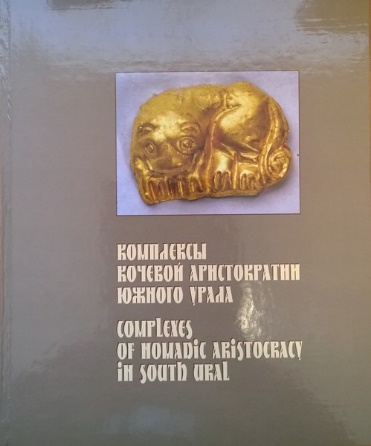 КОМПЛЕКСЫ
КОЧЕВОЙ АРИСТОКРАТИИ
ЮЖНОГО УРАЛА
COMPLEXES
OF NOMADIC ARISTOCRACY
IN SOUTH URAL